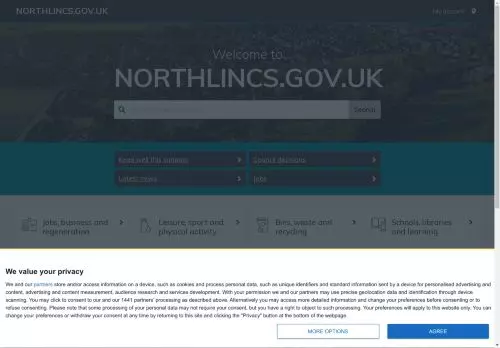 NORTHLINCS.GOV.UK
My account
Welcome to
NORTHLINCS.GOV.UK
Search
Council decisions
Latest news
Jobs
Jobs, business and
regeneration
Leisure, sport and
physical activity
Bins, waste and
recycling
Schools, libraries
and learning
We value your privacy
We and our partners store and/or access information on a device, such as cookies and process personal data, such as unique identifiers and standard information sent by a device for personalised advertising and
content, advertising and content measurement, audience research and services development. With your permission we and our partners may use precise geolocation data and identification through device
scanning. You may click to consent to our and our 1441 partners' processing as described above. Alternatively you may access more detailed information and change your preferences before consenting or to
refuse consenting. Please note that some processing of your personal data may not require your consent, but you have a right to object to such processing. Your preferences will apply to this website only. You can
change your preferences or withdraw your consent at any time by returning to this site and clicking the "Privacy" button at the bottom of the webpage.
MORE OPTIONS
AGREE